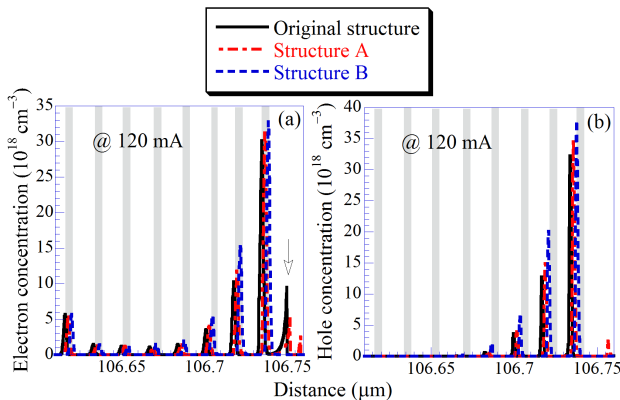 Original structure
Structure A
Structure B
(a)
@ 120 mA
Electron concentration (10^18 cm^−3)
35
30
25
20
15
10
5
0
106.65
106.7
106.75
(b)
@ 120 mA
Hole concentration (10^18 cm^−3)
40
35
30
25
20
15
10
5
0
106.65
106.7
106.75
Distance (μm)